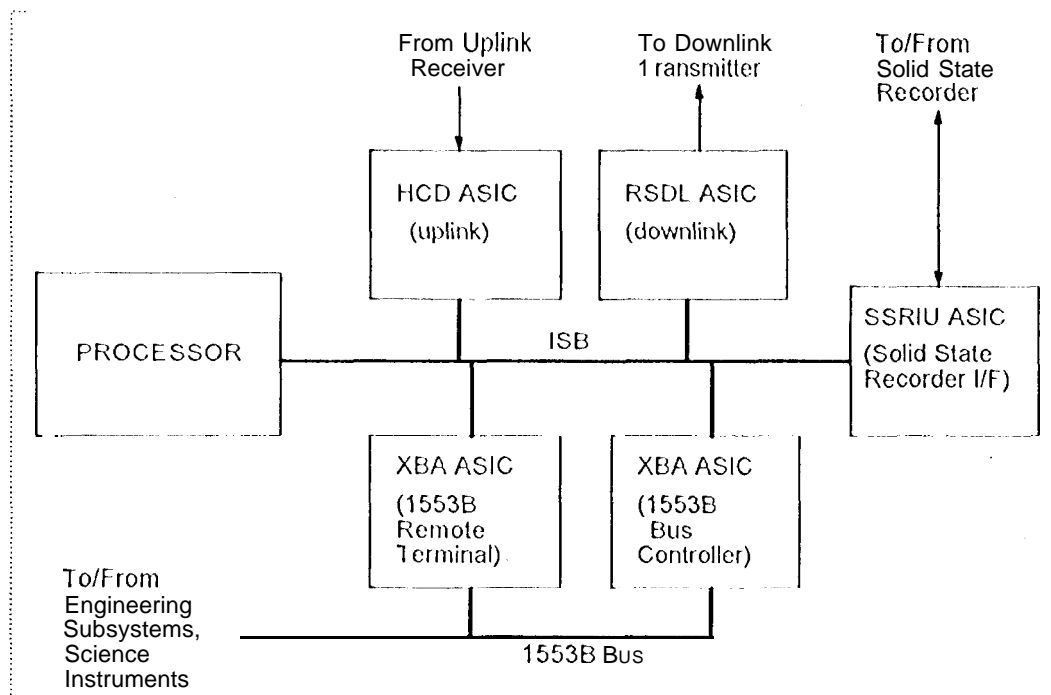 From Uplink
Receiver
To Downlink
1 ransmitter
To/From
Solid State
Recorder
HCD ASIC
(uplink)
RSDL ASIC
(downlink)
PROCESSOR
ISB
SSRIU ASIC
(Solid State
Recorder I/F)
XBA ASIC
(1553B
Remote
Terminal)
XBA ASIC
(1553B
Bus
Controller)
To/From
Engineering
Subsystems,
Science
Instruments
1553B Bus